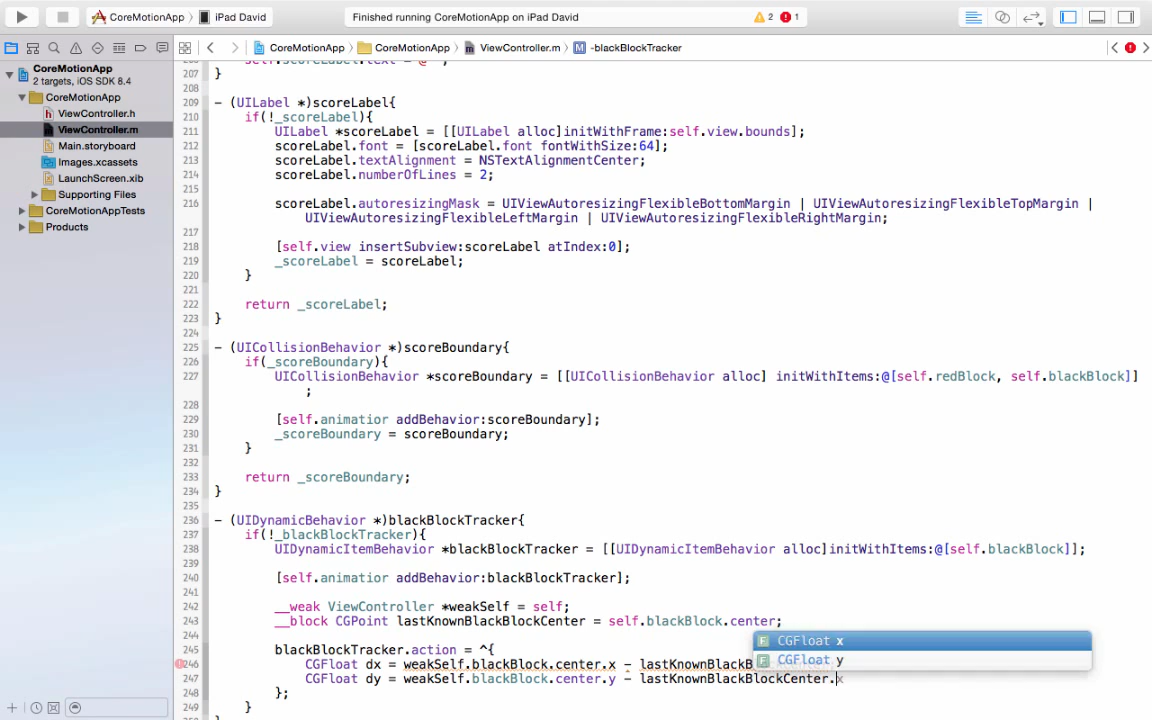 CoreMotionApp
iPad David
Finished running CoreMotionApp on iPad David
2
1
CoreMotionApp
CoreMotionApp
ViewController.m
M
-blackBlockTracker
CoreMotionApp
2 targets, iOS SDK 8.4
CoreMotionApp
ViewController.h
ViewController.m
Main.storyboard
Images.xcassets
LaunchScreen.xib
Supporting Files
CoreMotionAppTests
Products
207 }
208
209 - (UILabel *)scoreLabel{
210 if(!_scoreLabel){
211 UILabel *scoreLabel = [[UILabel alloc]initWithFrame:self.view.bounds];
212 scoreLabel.font = [scoreLabel.font fontWithSize:64];
213 scoreLabel.textAlignment = NSTextAlignmentCenter;
214 scoreLabel.numberOfLines = 2;
215
216 scoreLabel.autoresizingMask = UIViewAutoresizingFlexibleBottomMargin | UIViewAutoresizingFlexibleTopMargin |
UIViewAutoresizingFlexibleLeftMargin | UIViewAutoresizingFlexibleRightMargin;
217
218 [self.view insertSubview:scoreLabel atIndex:0];
219 _scoreLabel = scoreLabel;
220 }
221
222 return _scoreLabel;
223 }
224
225 - (UICollisionBehavior *)scoreBoundary{
226 if(_scoreBoundary){
227 UICollisionBehavior *scoreBoundary = [[UICollisionBehavior alloc] initWithItems:@[self.redBlock, self.blackBlock]]
;
228
229 [self.animatior addBehavior:scoreBoundary];
230 _scoreBoundary = scoreBoundary;
231 }
232
233 return _scoreBoundary;
234 }
235
236 - (UIDynamicBehavior *)blackBlockTracker{
237 if(!_blackBlockTracker){
238 UIDynamicItemBehavior *blackBlockTracker = [[UIDynamicItemBehavior alloc]initWithItems:@[self.blackBlock]];
239
240 [self.animatior addBehavior:blackBlockTracker];
241
242 __weak ViewController *weakSelf = self;
243 __block CGPoint lastKnownBlackBlockCenter = self.blackBlock.center;
244
245 blackBlockTracker.action = ^{
246 CGFloat dx = weakSelf.blackBlock.center.x - lastKnownBlackB
247 CGFloat dy = weakSelf.blackBlock.center.y - lastKnownBlackBlockCenter.x
248 };
249 }
F CGFloat x
F CGFloat y